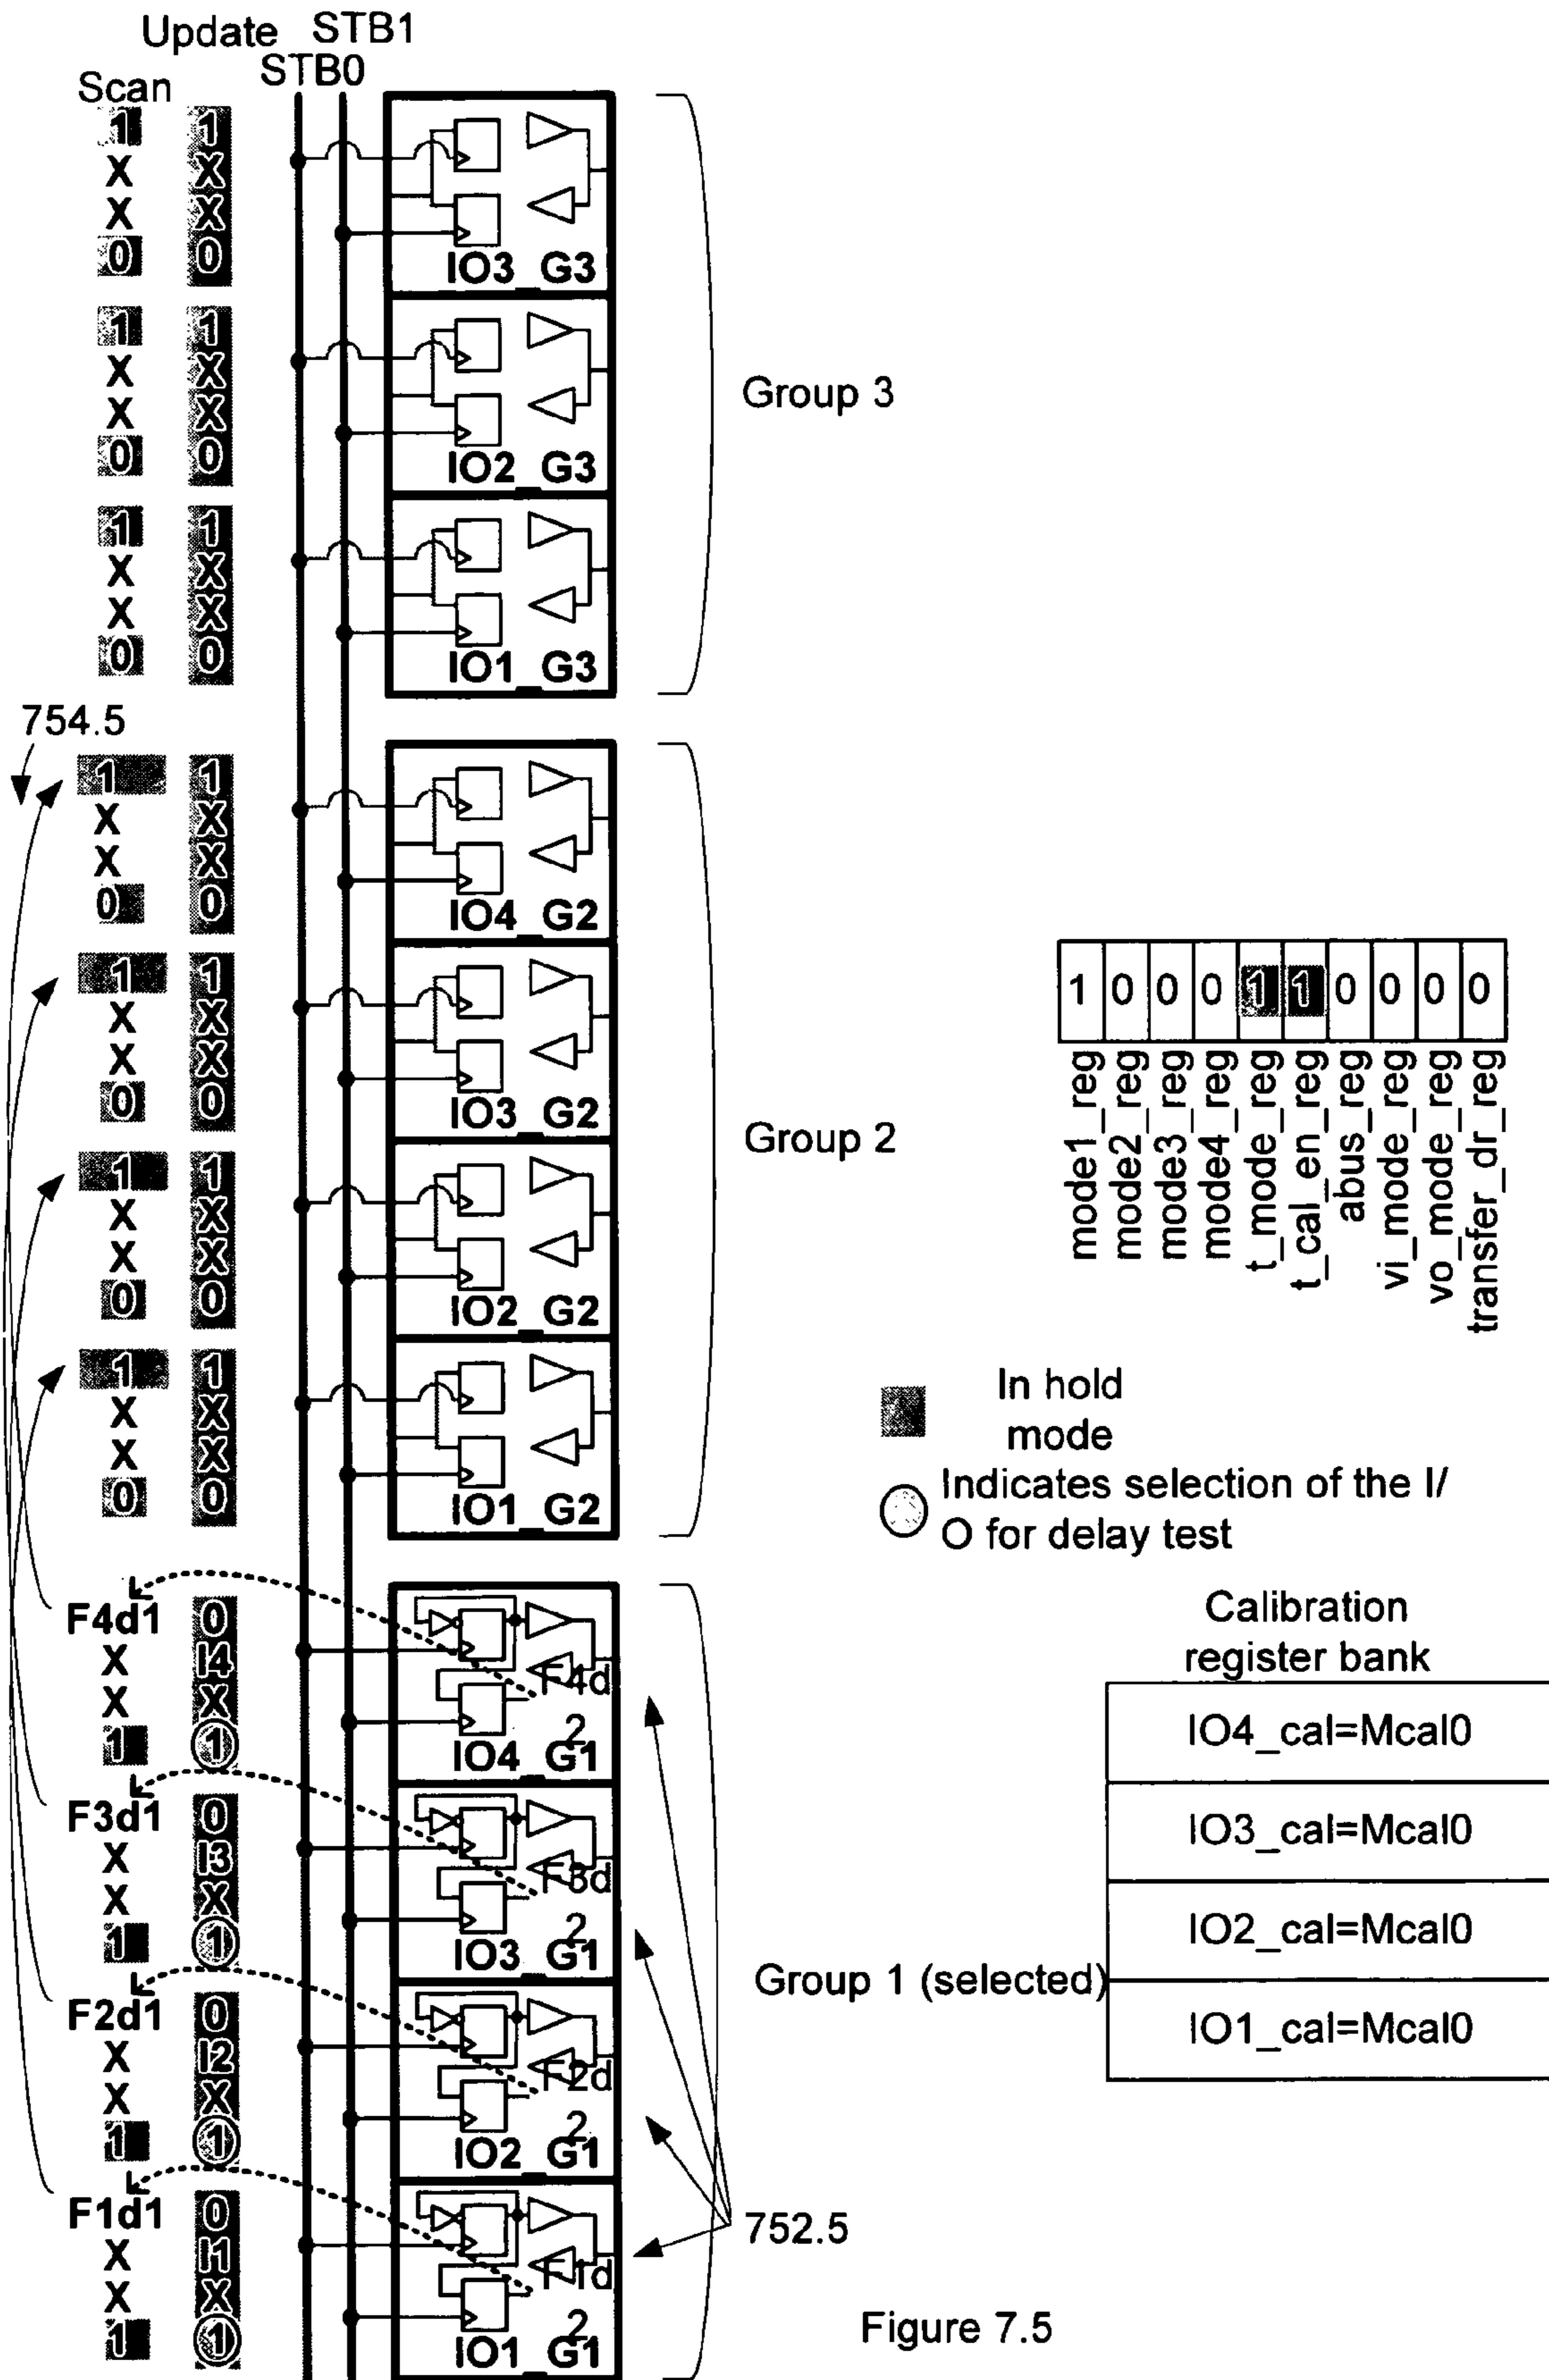 Update STB1
Scan STB0
1 1
X X
X X
0 0
IO3_G3
1 1
X X
X X
0 0
IO2_G3
Group 3
1 1
X X
X X
0 0
IO1_G3
754.5
1 1
X X
X X
0 0
IO4_G2
1 1
X X
X X
0 0
IO3_G2
Group 2
1 1
X X
X X
0 0
IO2_G2
1 1
X X
X X
0 0
IO1_G2
1 0 0 0 1 1 0 0 0 0
mode1_reg
mode2_reg
mode3_reg
mode4_reg
t_mode_reg
t_cal_en_reg
abus_reg
vi_mode_reg
vo_mode_reg
transfer_dr_reg
In hold
mode
Indicates selection of the I/
O for delay test
F4d1 0
X I4
X X
1 1
F4d
2
IO4_G1
F3d1 0
X I3
X X
1 1
F3d
2
IO3_G1
Group 1 (selected)
F2d1 0
X I2
X X
1 1
F2d
2
IO2_G1
F1d1 0
X I1
X X
1 1
F1d
2
IO1_G1
752.5
Calibration
register bank
IO4_cal=Mcal0
IO3_cal=Mcal0
IO2_cal=Mcal0
IO1_cal=Mcal0
Figure 7.5